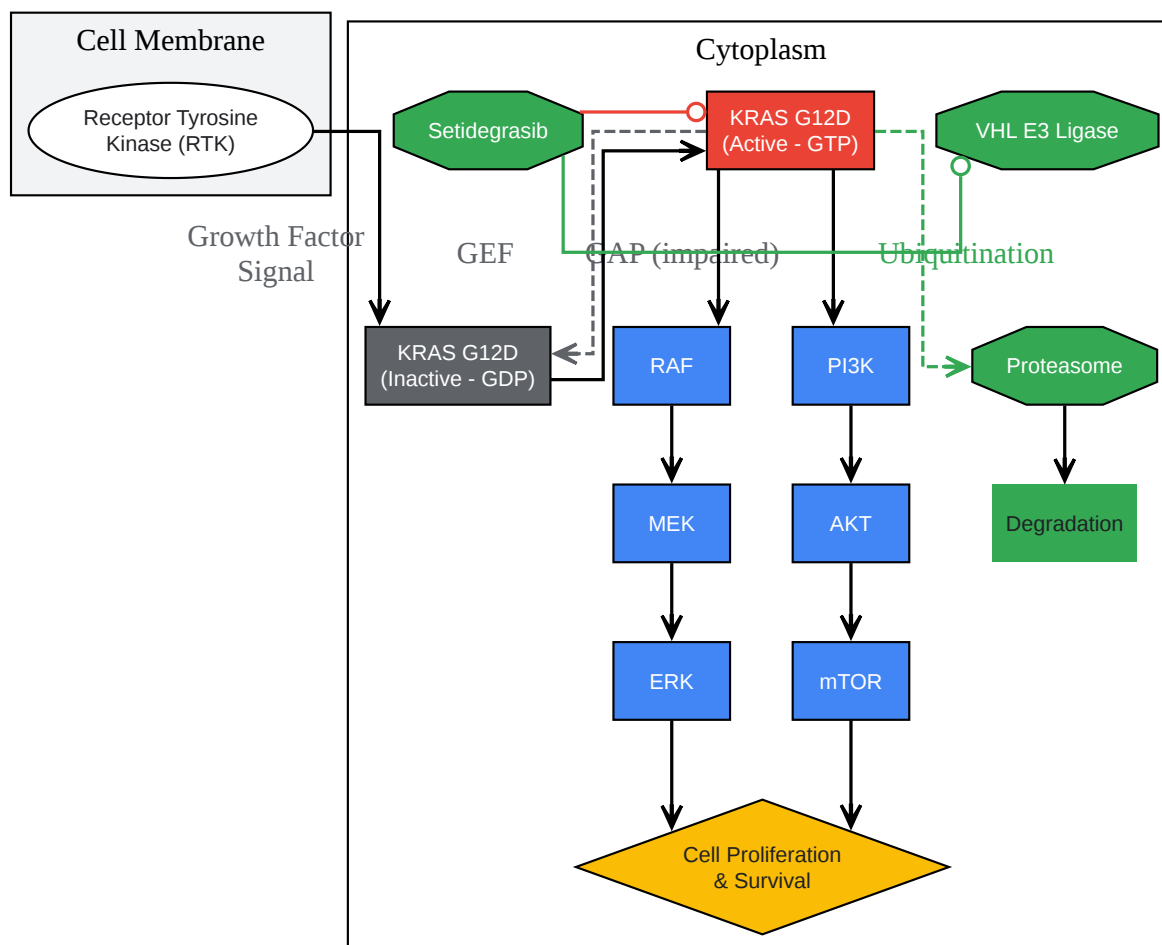 Cell Membrane
Receptor Tyrosine
Kinase (RTK)
Cytoplasm
Setidegrasib
KRAS G12D
(Active - GTP)
VHL E3 Ligase
Growth Factor
Signal
GEF
GAP (impaired)
Ubiquitination
KRAS G12D
(Inactive - GDP)
RAF
PI3K
Proteasome
MEK
AKT
Degradation
ERK
mTOR
Cell Proliferation
& Survival